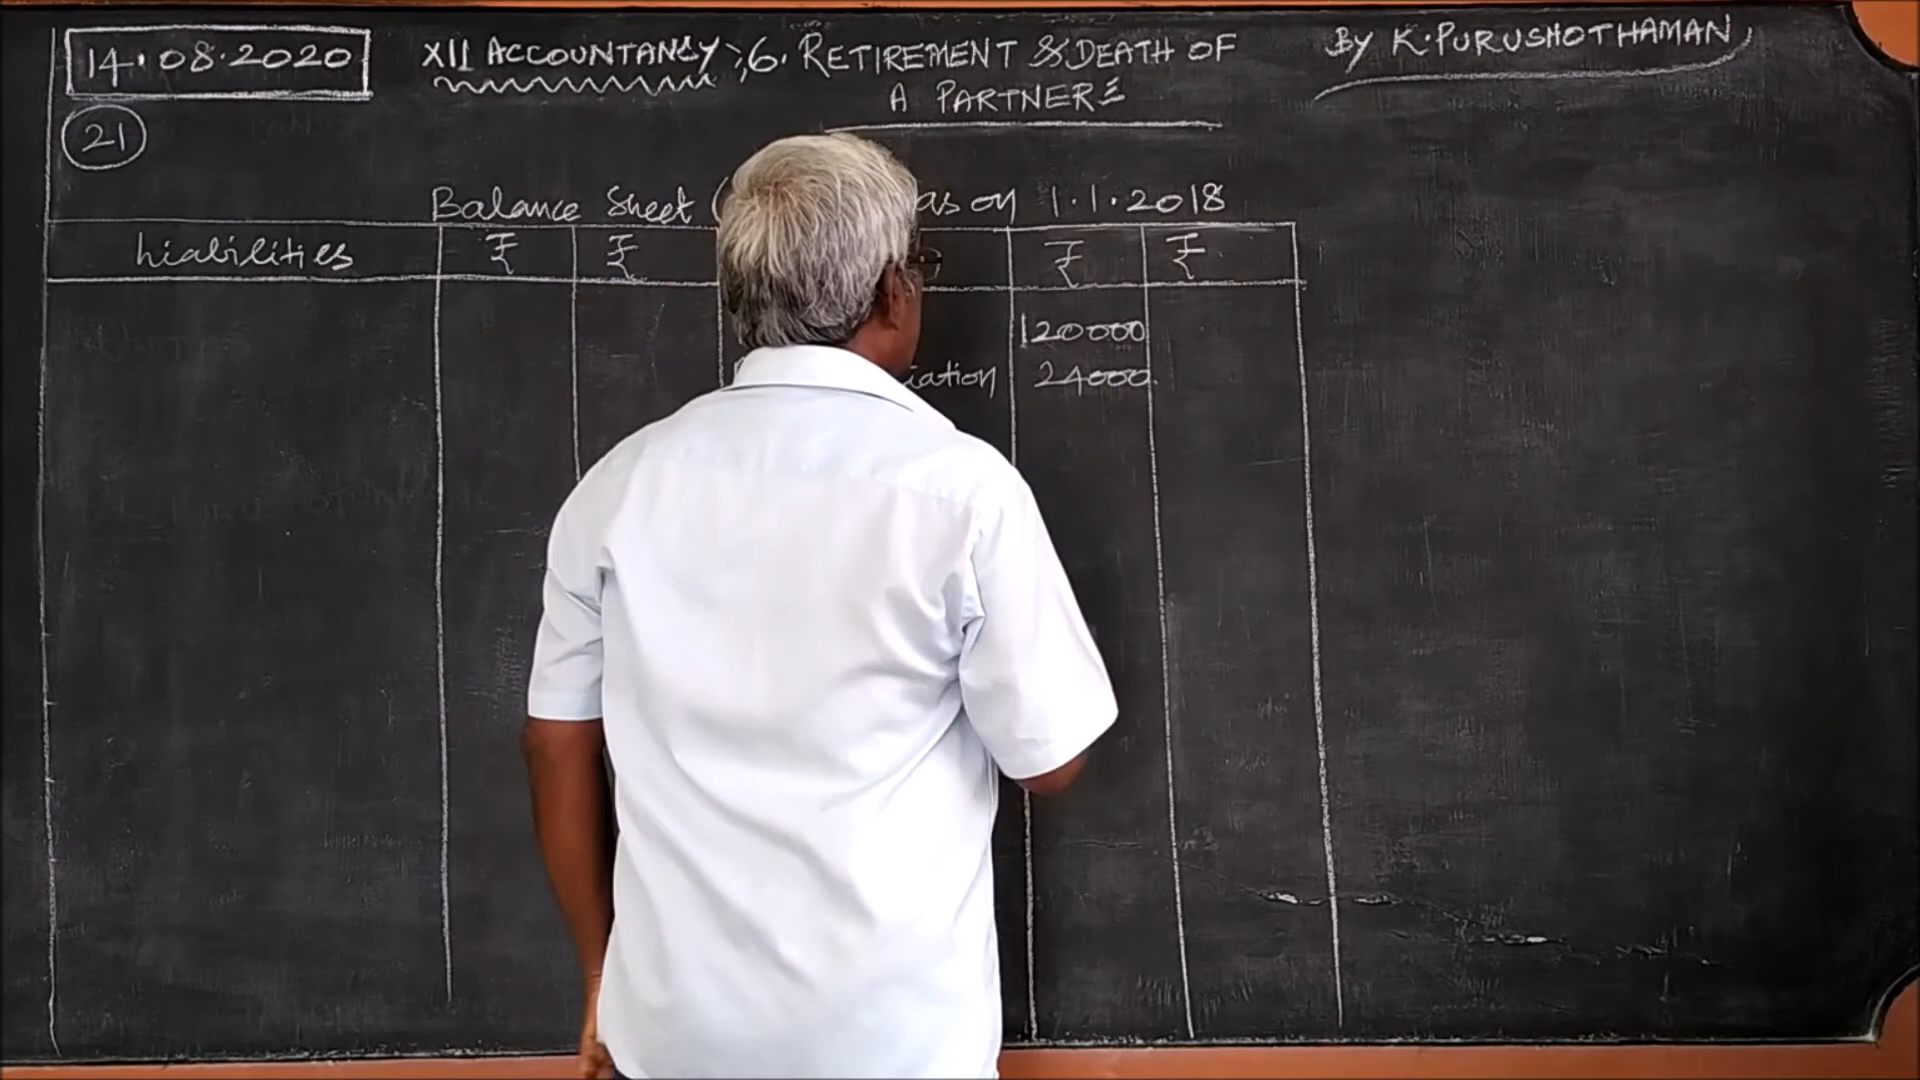 14.08.2020
XII ACCOUNTANCY ; 6. RETIREMENT & DEATH OF
A PARTNER
By K. PURUSHOTHAMAN
21
Balance Sheet ( as on 1.1.2018
Liabilities ₹ ₹ ₹ ₹
120000
24000